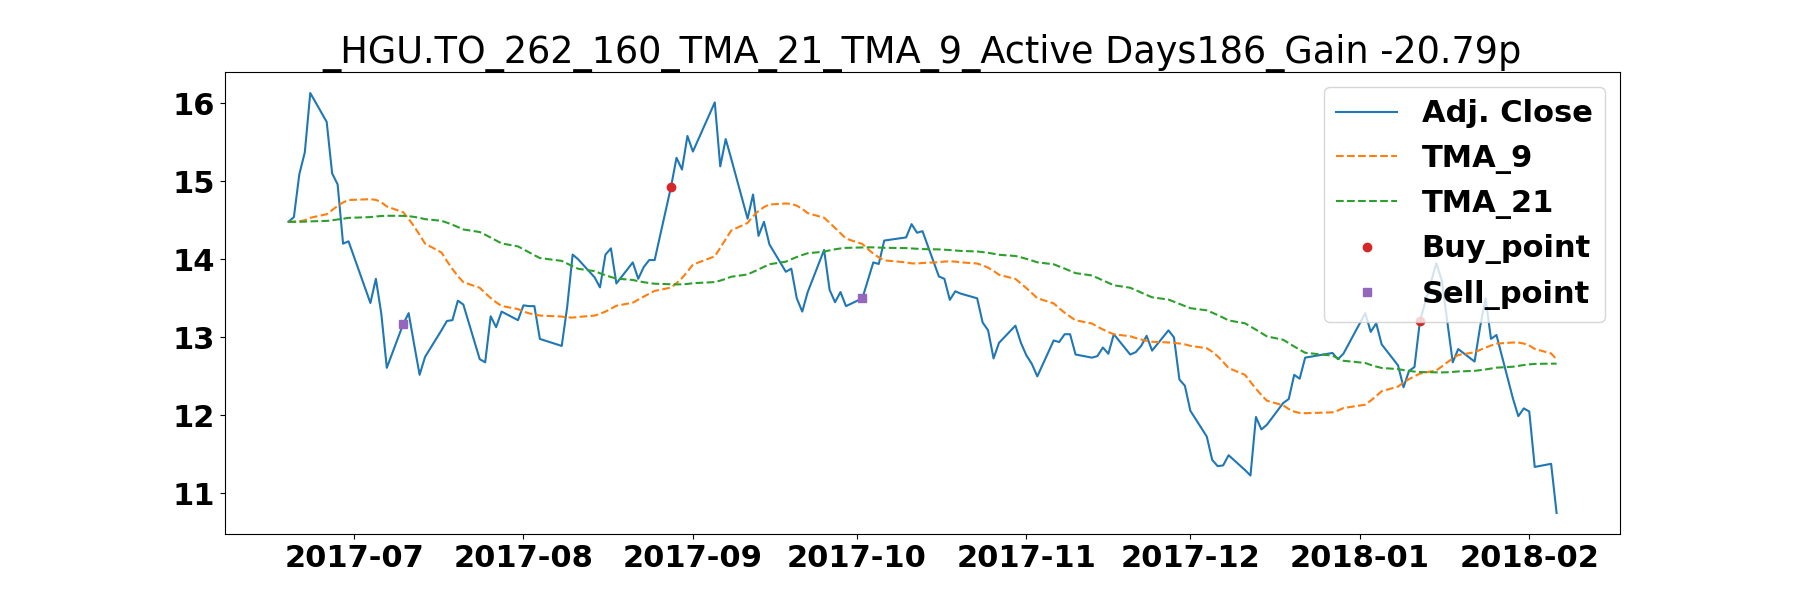 _HGU.TO_262_160_TMA_21_TMA_9_Active Days186_Gain -20.79p
16
15
14
13
12
11
Adj. Close
TMA_9
TMA_21
Buy_point
Sell_point
2017-07 2017-08 2017-09 2017-10 2017-11 2017-12 2018-01 2018-02